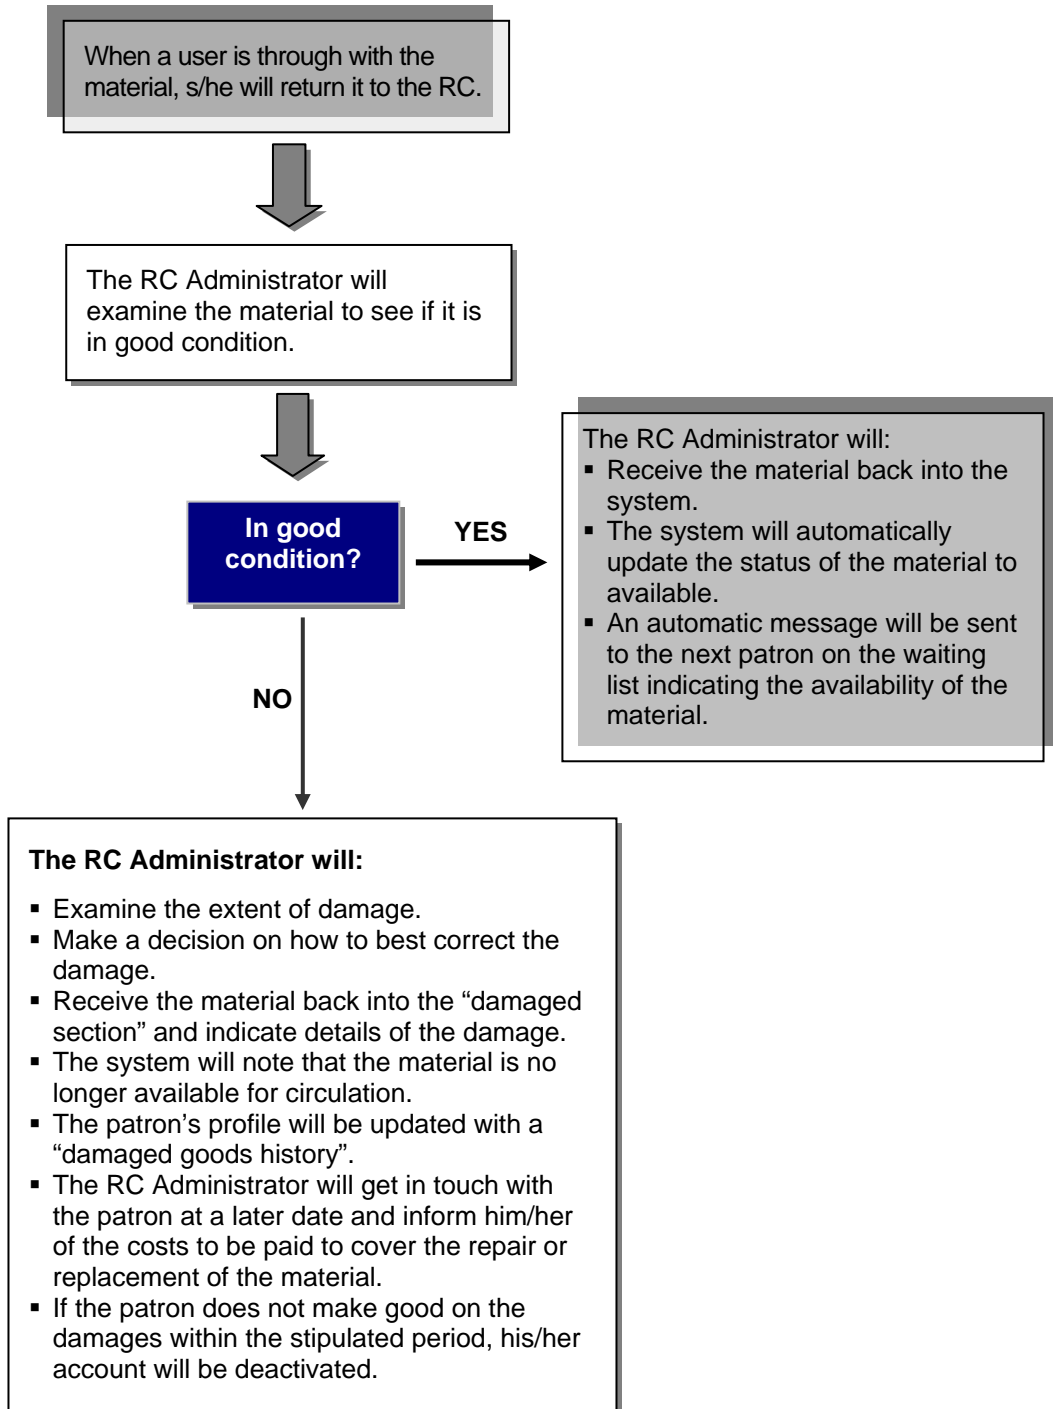 When a user is through with the
material, s/he will return it to the RC.
The RC Administrator will
examine the material to see if it is
in good condition.
In good
condition?
YES
The RC Administrator will:
▪ Receive the material back into the
system.
▪ The system will automatically
update the status of the material to
available.
▪ An automatic message will be sent
to the next patron on the waiting
list indicating the availability of the
material.
NO
The RC Administrator will:
▪ Examine the extent of damage.
▪ Make a decision on how to best correct the
damage.
▪ Receive the material back into the “damaged
section” and indicate details of the damage.
▪ The system will note that the material is no
longer available for circulation.
▪ The patron’s profile will be updated with a
“damaged goods history”.
▪ The RC Administrator will get in touch with
the patron at a later date and inform him/her
of the costs to be paid to cover the repair or
replacement of the material.
▪ If the patron does not make good on the
damages within the stipulated period, his/her
account will be deactivated.